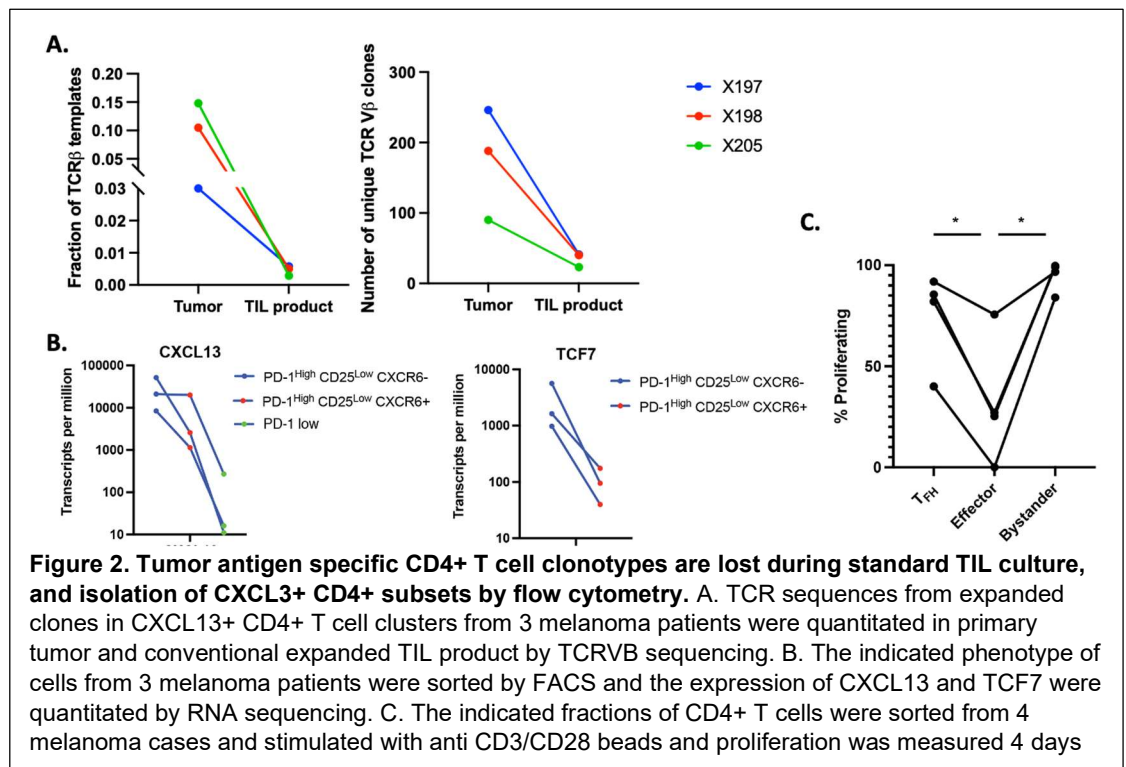 A.
Fraction of TCRβ templates
0.20
0.15
0.10
0.05
0.03
0.02
0.01
0.00
Tumor
TIL product
Number of unique TCR Vβ clones
300
200
100
0
Tumor
TIL product
X197
X198
X205
B.
CXCL13
Transcripts per million
100000
10000
1000
100
10
PD-1High CD25Low CXCR6-
PD-1High CD25Low CXCR6+
PD-1 low
TCF7
Transcripts per million
10000
1000
100
10
PD-1High CD25Low CXCR6-
PD-1High CD25Low CXCR6+
C.
*
*
% Proliferating
100
50
0
TFH
Effector
Bystander
Figure 2. Tumor antigen specific CD4+ T cell clonotypes are lost during standard TIL culture,
and isolation of CXCL3+ CD4+ subsets by flow cytometry. A. TCR sequences from expanded
clones in CXCL13+ CD4+ T cell clusters from 3 melanoma patients were quantitated in primary
tumor and conventional expanded TIL product by TCRVB sequencing. B. The indicated phenotype of
cells from 3 melanoma patients were sorted by FACS and the expression of CXCL13 and TCF7 were
quantitated by RNA sequencing. C. The indicated fractions of CD4+ T cells were sorted from 4
melanoma cases and stimulated with anti CD3/CD28 beads and proliferation was measured 4 days